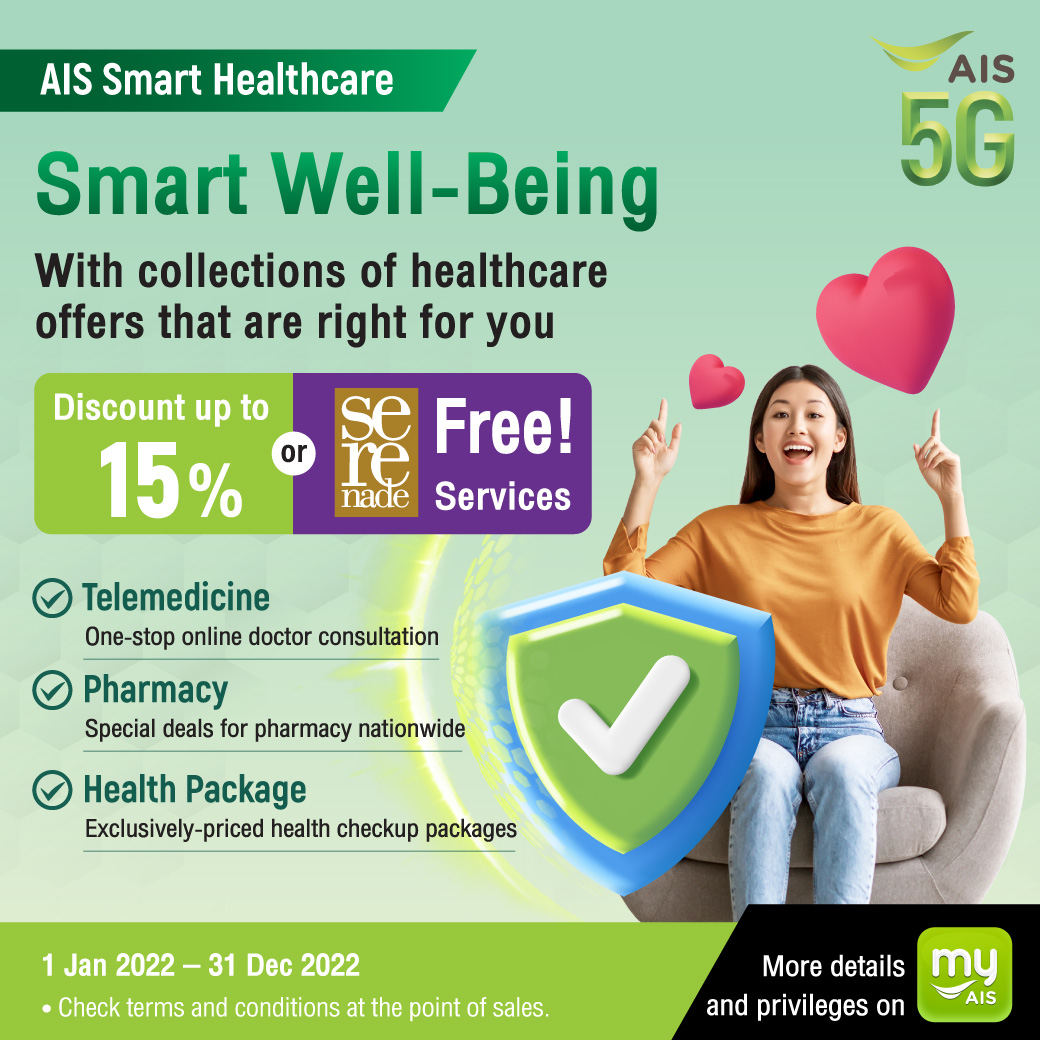 AIS Smart Healthcare
AIS
5G
Smart Well-Being
With collections of healthcare
offers that are right for you
Discount up to
15%
or
se
re
nade
Free!
Services
Telemedicine
One-stop online doctor consultation
Pharmacy
Special deals for pharmacy nationwide
Health Package
Exclusively-priced health checkup packages
1 Jan 2022 – 31 Dec 2022
• Check terms and conditions at the point of sales.
More details
and privileges on
my
AIS